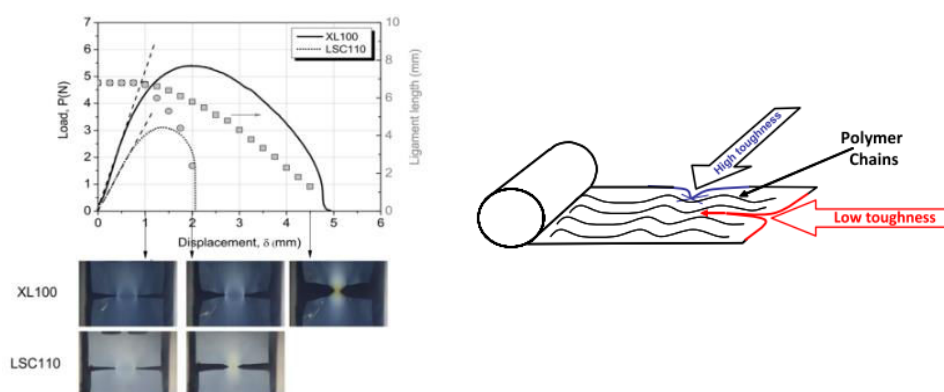 7
6
5
4
3
2
1
0
10
8
6
4
2
0
0
1
2
3
4
5
6
XL100
LSC110
Load, P(N)
Ligament length (mm)
Displacement, δ (mm)
XL100
LSC110
High toughness
Polymer
Chains
Low toughness